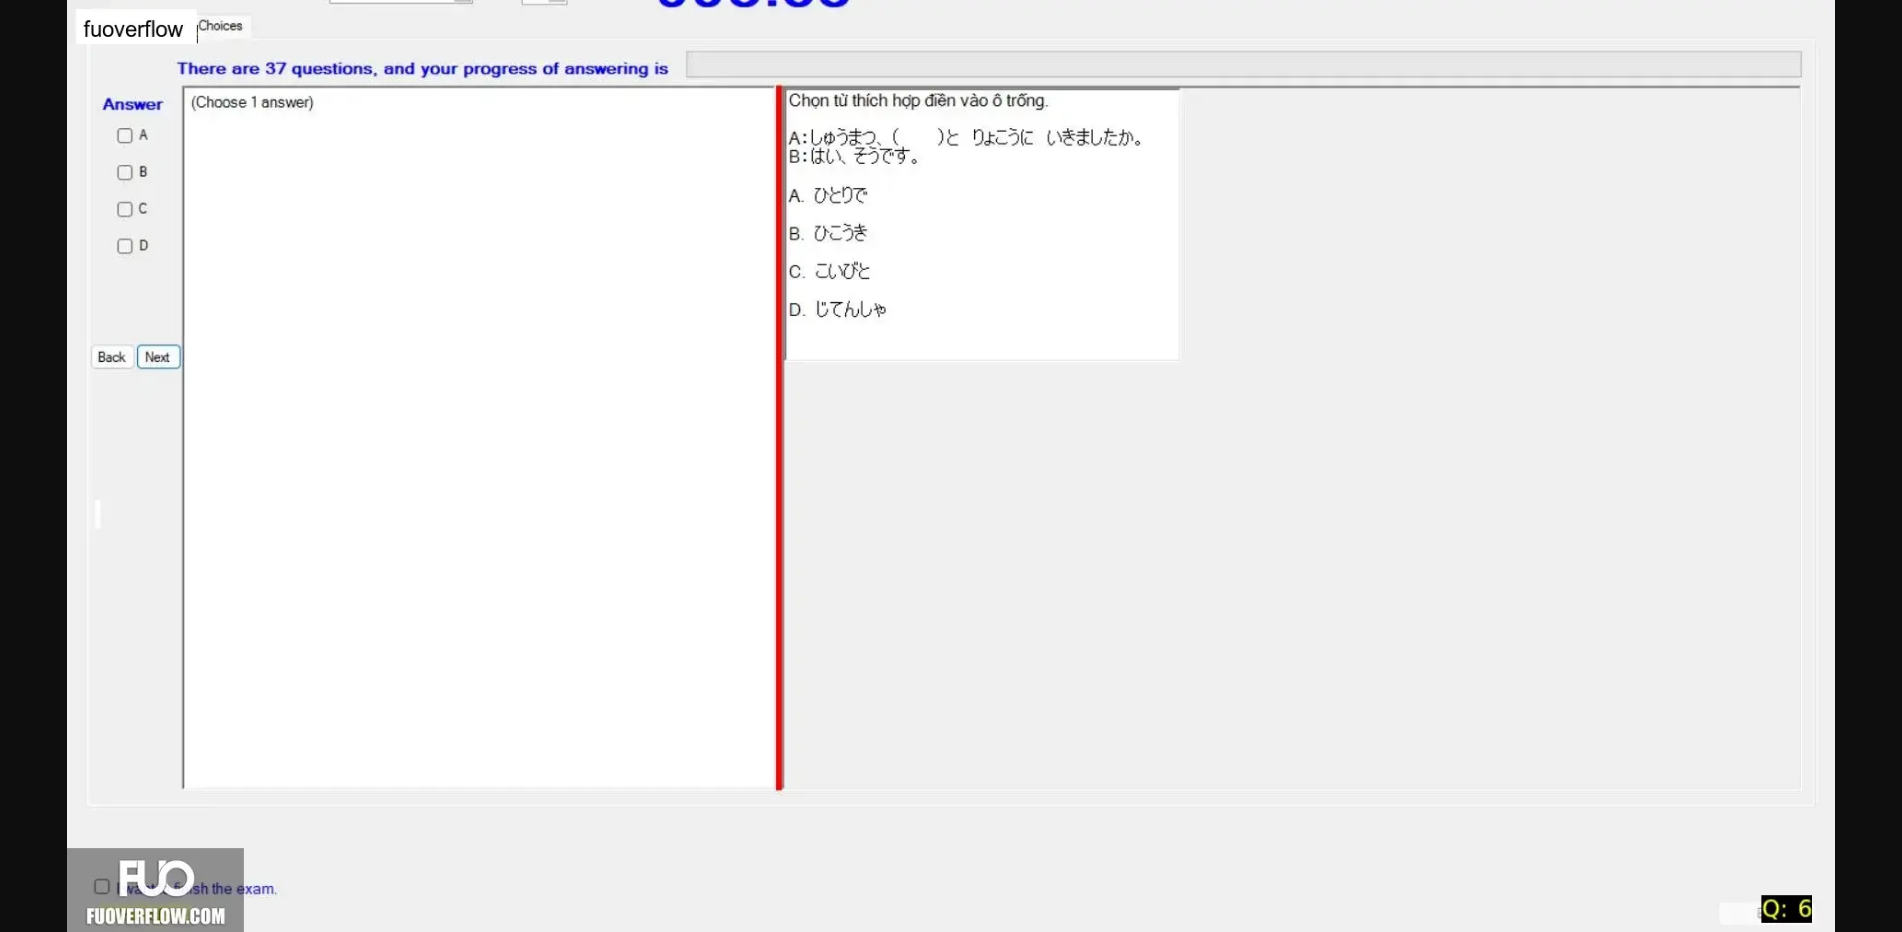 fuoverflow
Choices
There are 37 questions, and your progress of answering is
Answer
(Choose 1 answer)
A
B
C
D
Back
Next
Chọn từ thích hợp điền vào ô trống.
A:しゅうまつ、(　　)と りょこうに いきましたか。
B:はい、そうです。
A. ひとりで
B. ひこうき
C. こいびと
D. じてんしゃ
FUO
I want finish the exam.
FUOVERFLOW.COM
Q: 6